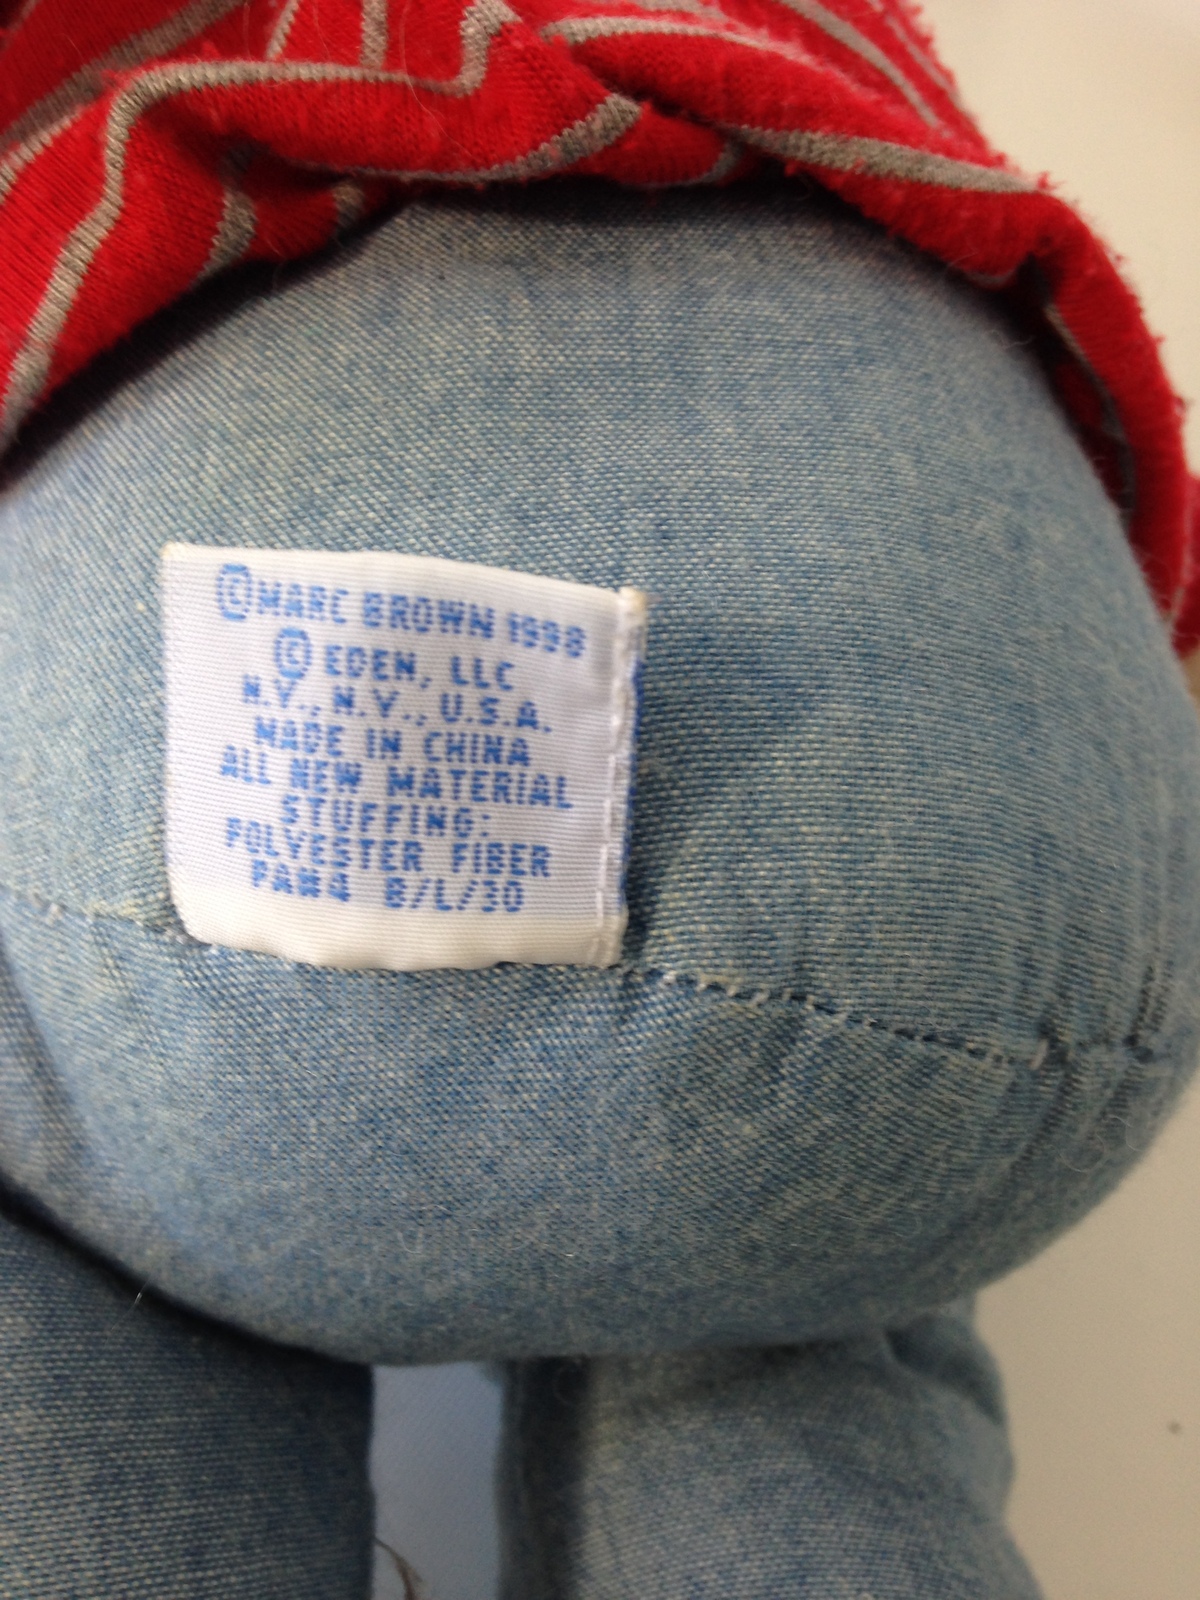 ©MARC BROWN 1998
© EDEN, LLC
N.Y., N.Y., U.S.A.
MADE IN CHINA
ALL NEW MATERIAL
STUFFING:
POLYESTER FIBER
PA#4 B/L/30